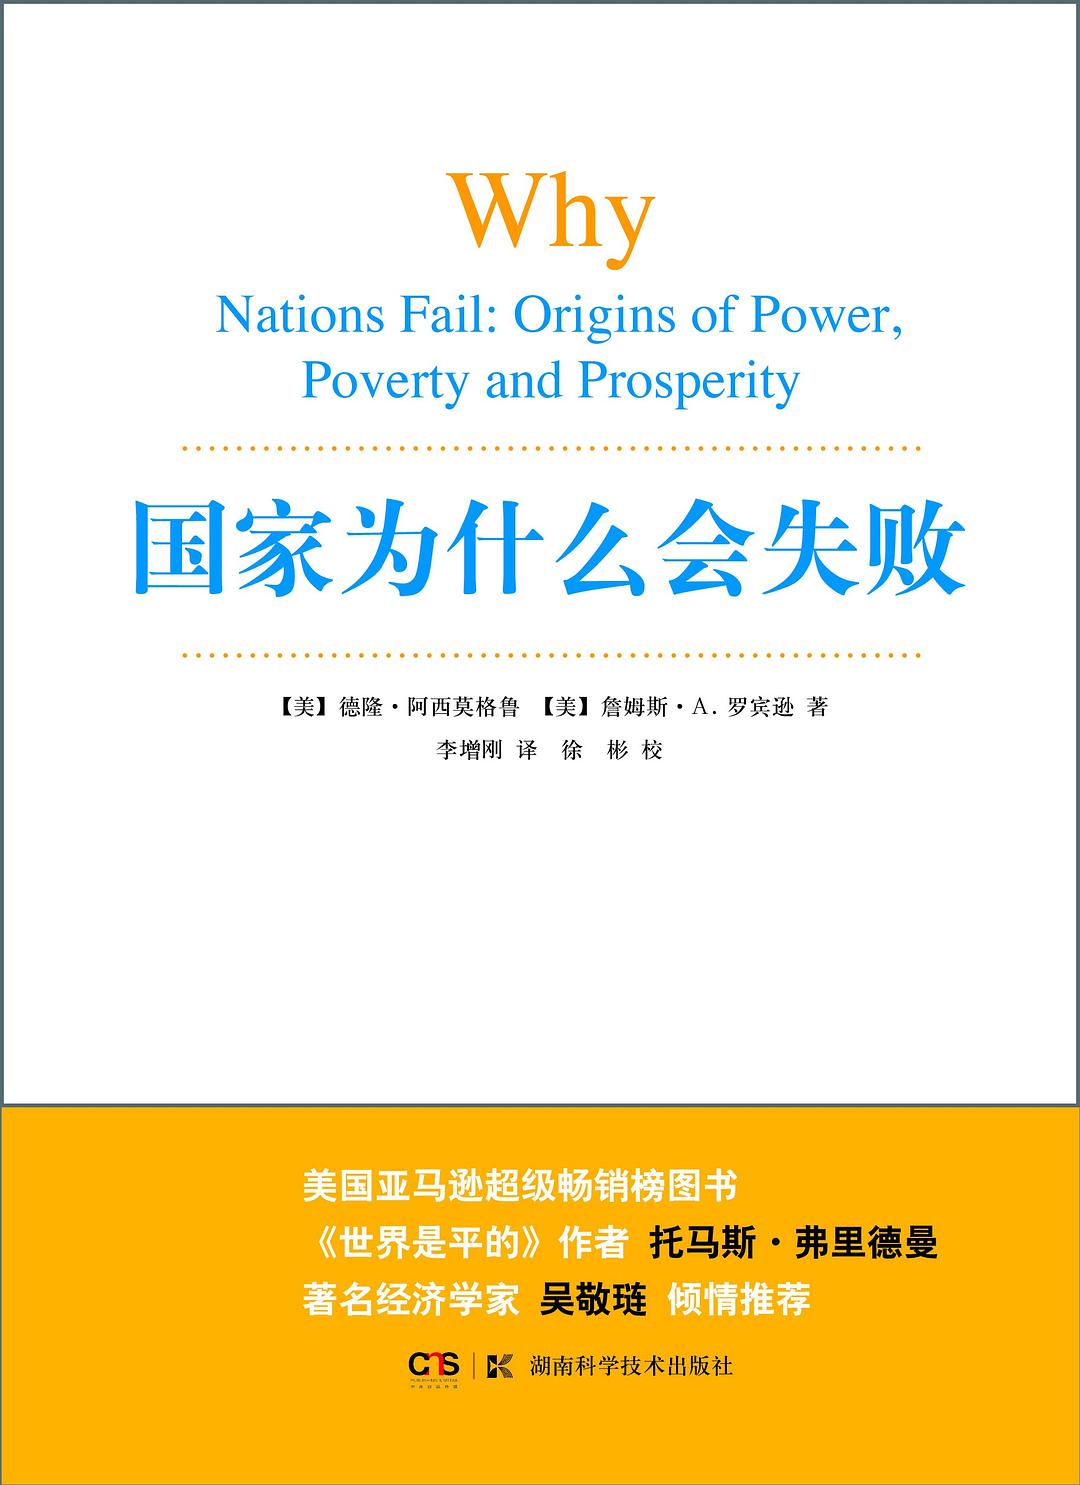 Why
Nations Fail: Origins of Power,
Poverty and Prosperity
国家为什么会失败
【美】德隆·阿西莫格鲁 【美】詹姆斯·A. 罗宾逊 著
李增刚 译 徐 彬 校
美国亚马逊超级畅销榜图书
《世界是平的》作者 托马斯·弗里德曼
著名经济学家 吴敬琏 倾情推荐
CNS 湖南科学技术出版社